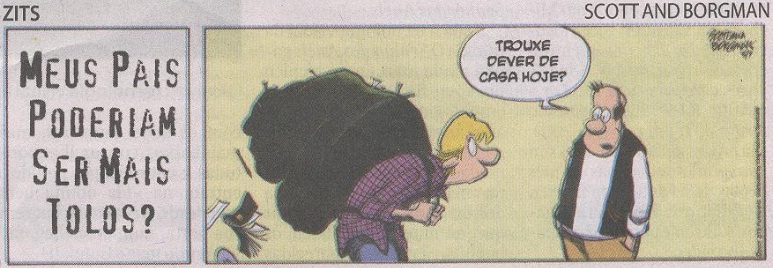 ZITS
SCOTT AND BORGMAN
MEUS PAIS
PODERIAM
SER MAIS
TOLOS?
TROUXE
DEVER DE
CASA HOJE?